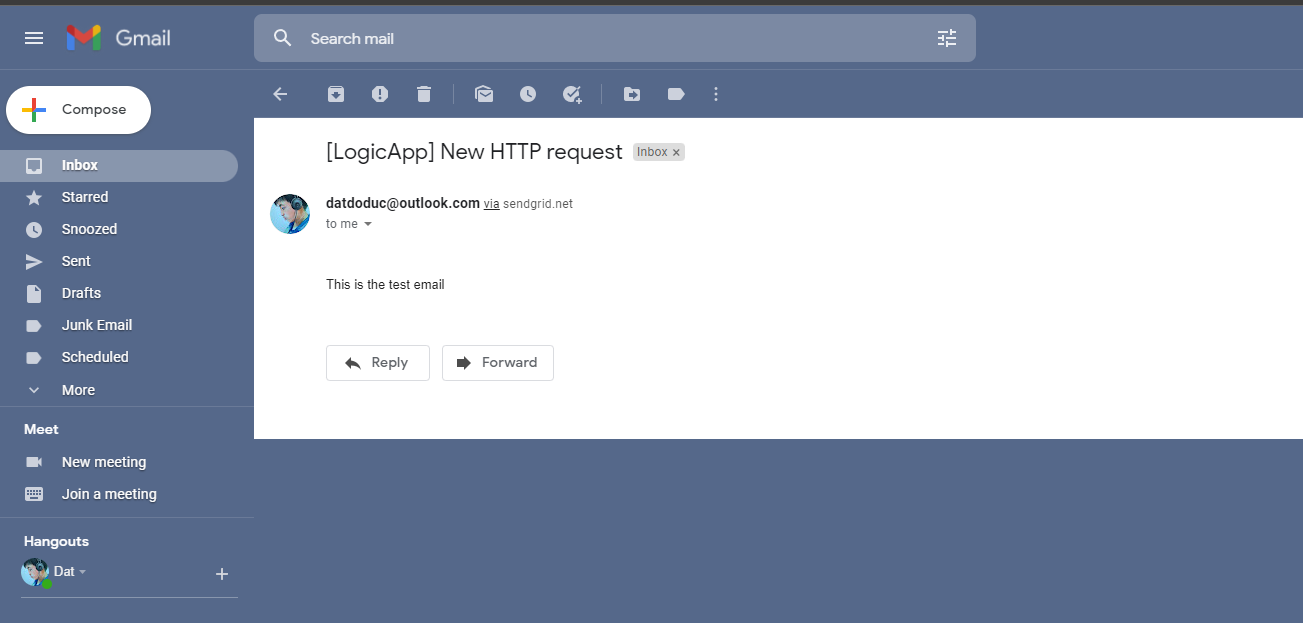 Gmail
Search mail
Compose
Inbox
Starred
Snoozed
Sent
Drafts
Junk Email
Scheduled
More
Meet
New meeting
Join a meeting
Hangouts
Dat
[LogicApp] New HTTP request Inbox ×
datdoduc@outlook.com via sendgrid.net
to me
This is the test email
Reply Forward